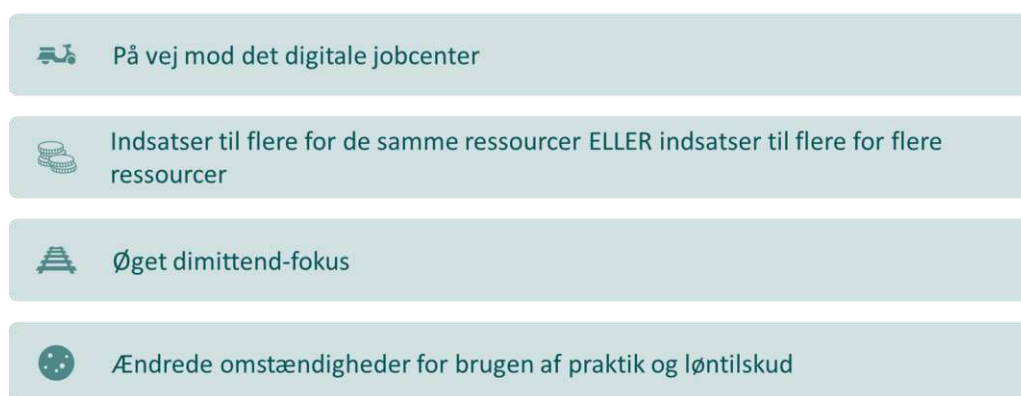 På vej mod det digitale jobcenter
Indsatser til flere for de samme ressourcer ELLER indsatser til flere for flere
ressourcer
Øget dimittend-fokus
Ændrede omstændigheder for brugen af praktik og løntilskud